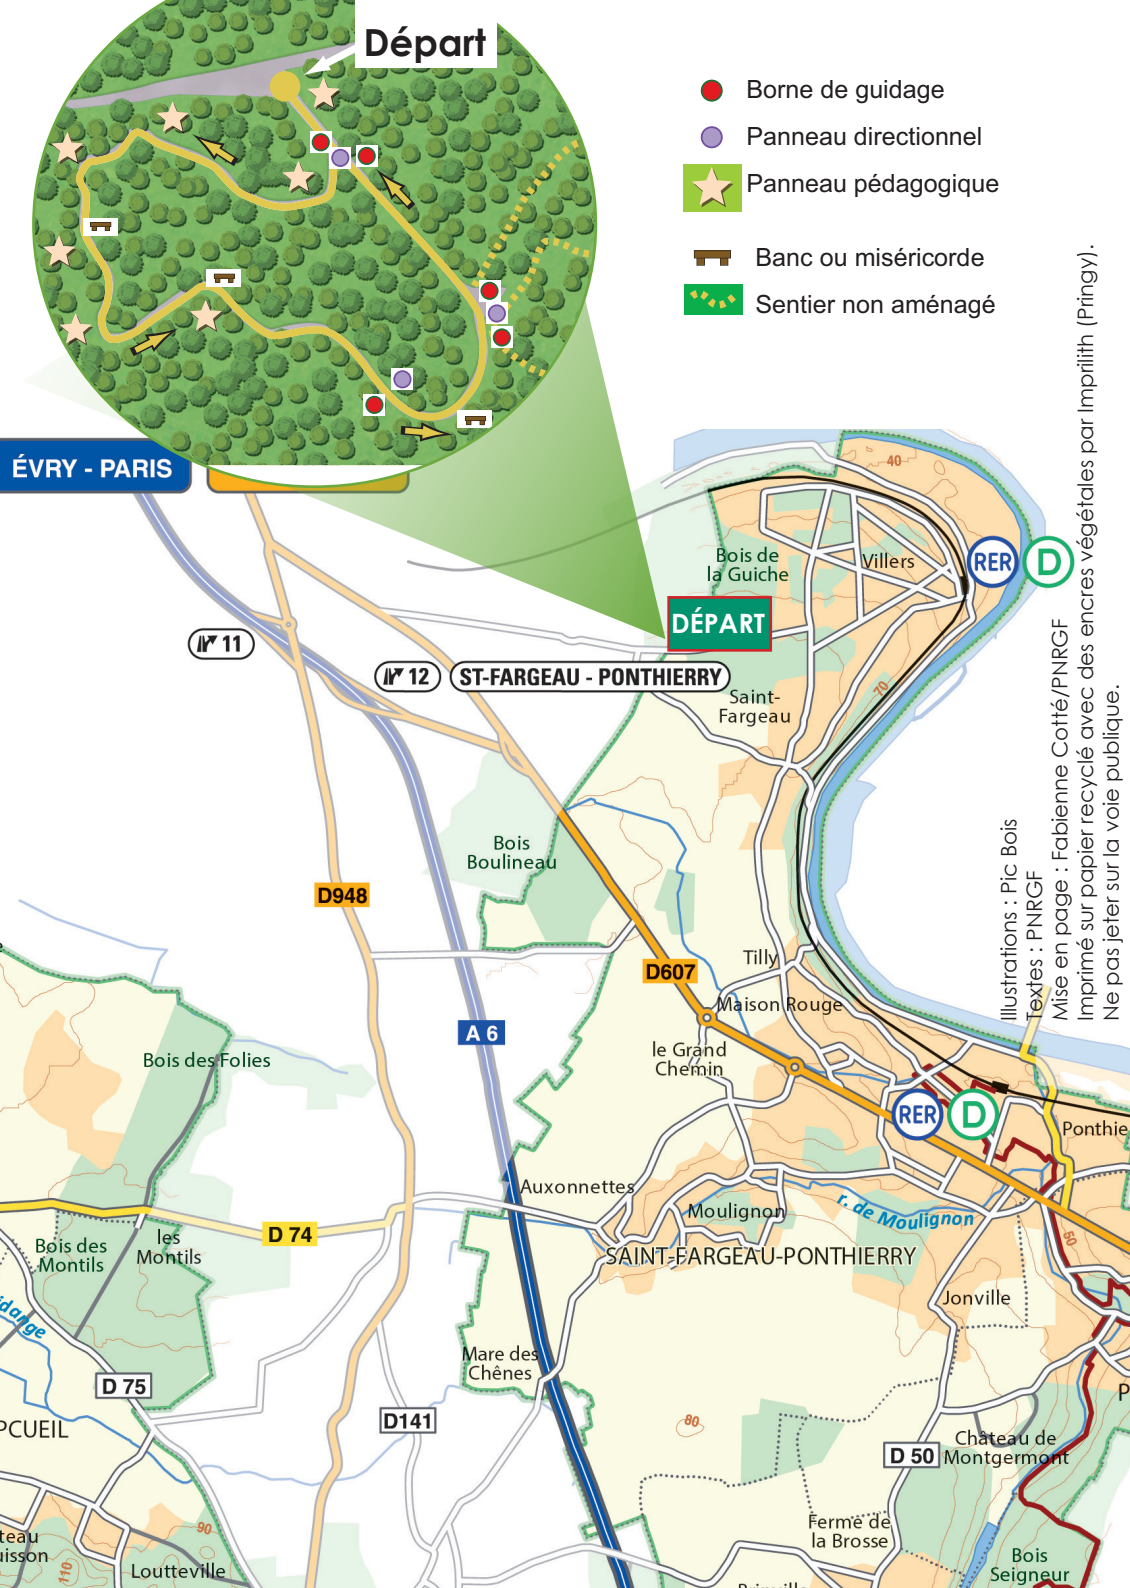 Départ
Borne de guidage
Panneau directionnel
Panneau pédagogique
Banc ou miséricorde
Sentier non aménagé
ÉVRY - PARIS
40
Bois de
la Guiche
Villers
RER
D
DÉPART
11
12
ST-FARGEAU - PONTHIERRY
Saint-
Fargeau
70
Bois
Boulineau
D948
D607
Tilly
Maison Rouge
A 6
le Grand
Chemin
Bois des Folies
RER
D
Ponthie
Auxonnettes
Moulignon
r. de Moulignon
D 74
les
Montils
Bois des
Montils
SAINT-FARGEAU-PONTHIERRY
50
Jonville
Mare des
Chênes
D 75
D141
PCUEIL
80
Château de
Montgermont
D 50
Ferme de
la Brosse
90
110
teau
uisson
Loutteville
Bois
Seigneur
Illustrations : Pic Bois
Textes : PNRGF
Mise en page : Fabienne Cotté/PNRGF
Imprimé sur papier recyclé avec des encres végétales par Imprilith (Pringy).
Ne pas jeter sur la voie publique.